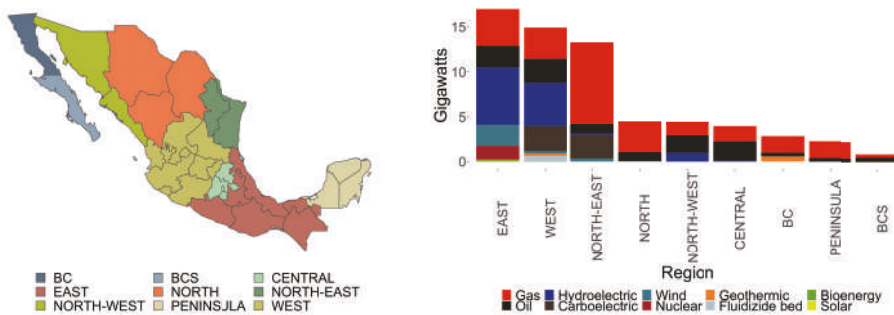 BC BCS CENTRAL
EAST NORTH NORTH-EAST
NORTH-WEST PENINSJLA WEST
Gigawatts
15
10
5
0
EAST
WEST
NORTH-EAST
NORTH
NORTH-WEST
CENTRAL
BC
PENINSULA
BCS
Region
Gas Hydroelectric Wind Geothermic Bioenergy
Oil Carboelectric Nuclear Fluidizide bed Solar